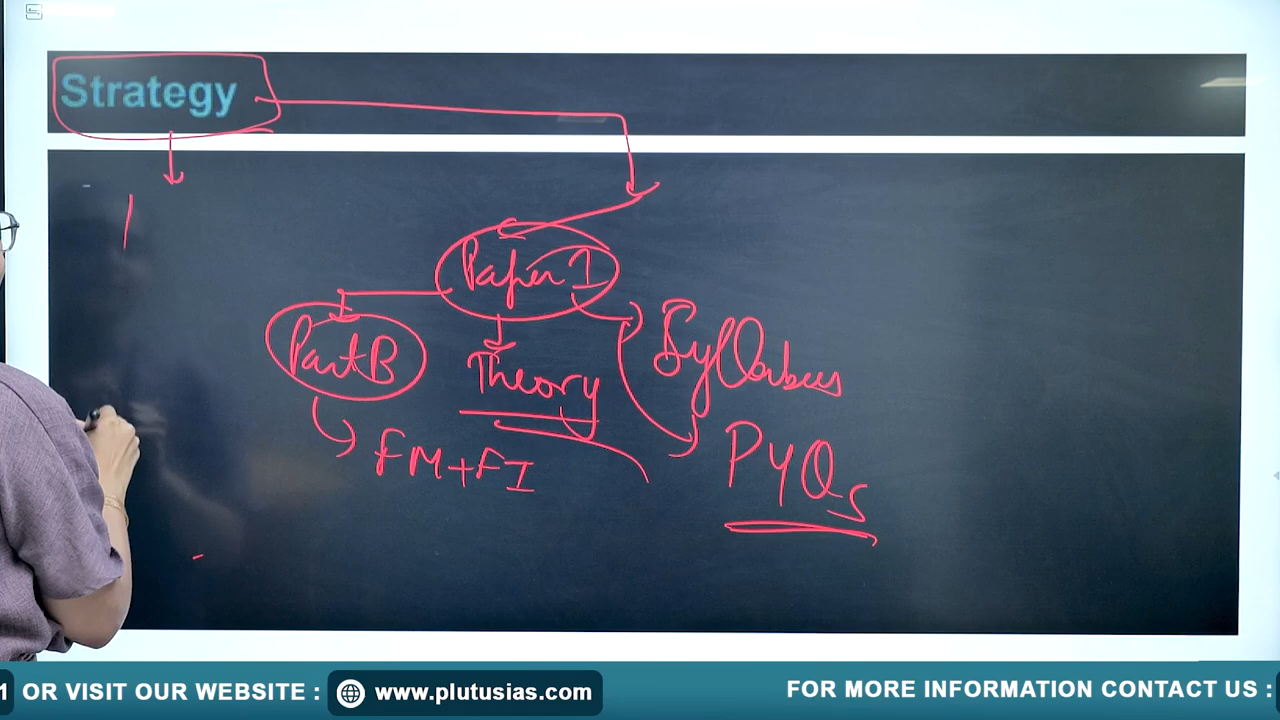 Strategy
Paper I
Part B
Theory
Syllabus
FM+FI
PYQs
1 OR VISIT OUR WEBSITE : www.plutusias.com FOR MORE INFORMATION CONTACT US :